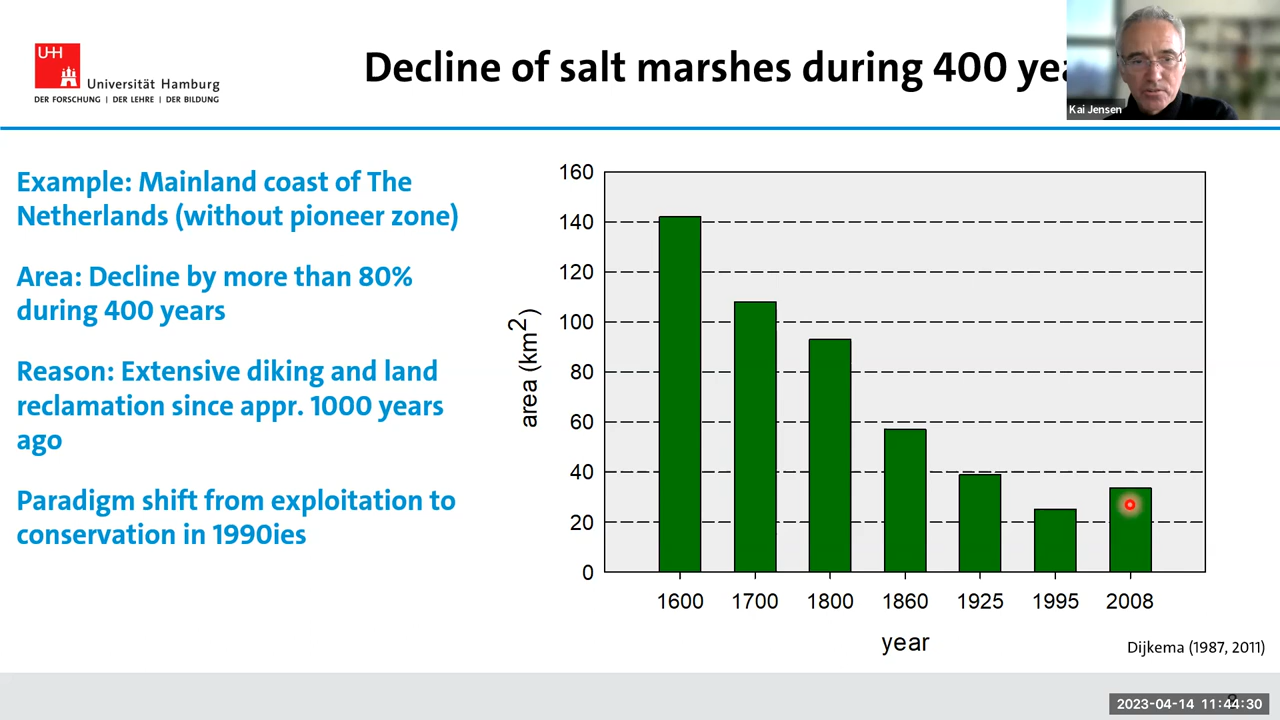 UHH
Universität Hamburg
DER FORSCHUNG | DER LEHRE | DER BILDUNG
Decline of salt marshes during 400 yea
Kai Jensen
Example: Mainland coast of The
Netherlands (without pioneer zone)
Area: Decline by more than 80%
during 400 years
Reason: Extensive diking and land
reclamation since appr. 1000 years
ago
Paradigm shift from exploitation to
conservation in 1990ies
area (km2)
160
140
120
100
80
60
40
20
0
1600 1700 1800 1860 1925 1995 2008
year
Dijkema (1987, 2011)
2023-04-14 11:44:30